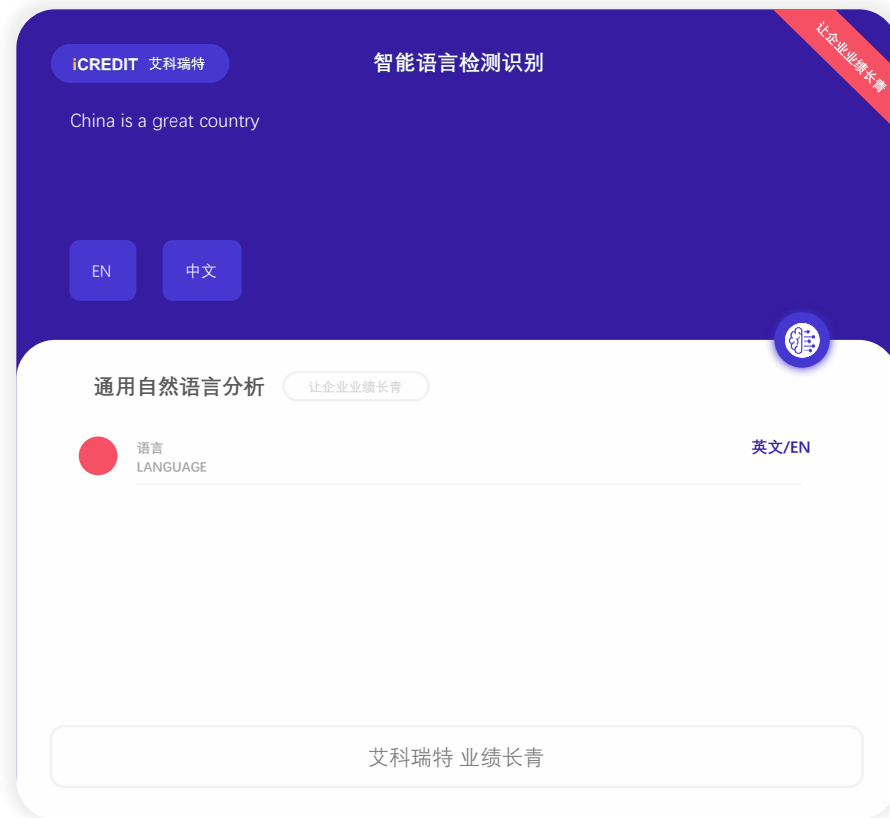 iCREDIT 艾科瑞特
智能语言检测识别
让企业业绩长青
China is a great country
EN
中文
通用自然语言分析
让企业业绩长青
语言
LANGUAGE
英文/EN
艾科瑞特 业绩长青